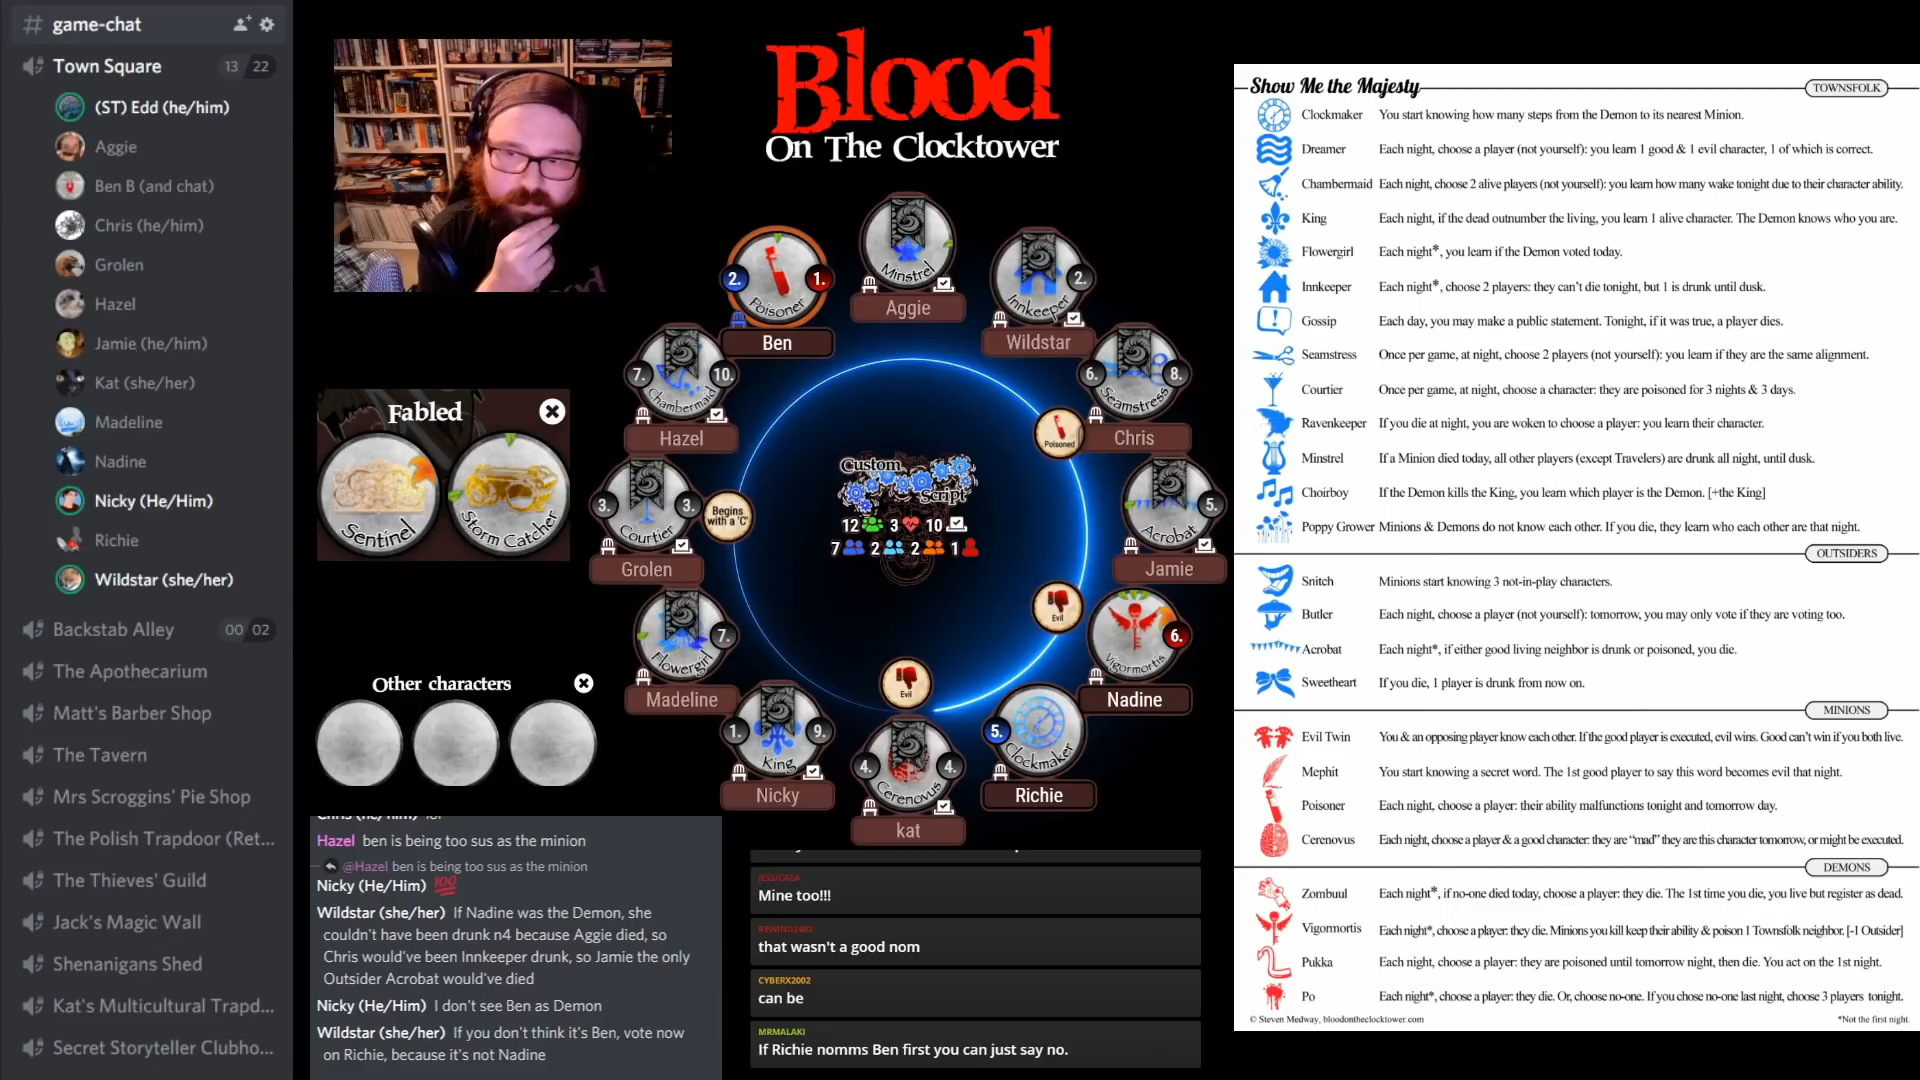 game-chat
Town Square 13 22
(ST) Edd (he/him)
Aggie
Ben B (and chat)
Chris (he/him)
Grolen
Hazel
Jamie (he/him)
Kat (she/her)
Madeline
Nadine
Nicky (He/Him)
Richie
Wildstar (she/her)
Backstab Alley 00 02
The Apothecarium
Matt's Barber Shop
The Tavern
Mrs Scroggins' Pie Shop
The Polish Trapdoor (Ret...
The Thieves' Guild
Jack's Magic Wall
Shenanigans Shed
Kat's Multicultural Trapd...
Secret Storyteller Clubho...
Fabled
Sentinel
Storm Catcher
Other characters
Hazel ben is being too sus as the minion
@Hazel ben is being too sus as the minion
Nicky (He/Him) 💯
Wildstar (she/her) If Nadine was the Demon, she
couldn't have been drunk n4 because Aggie died, so
Chris would've been Innkeeper drunk, so Jamie the only
Outsider Acrobat would've died
Nicky (He/Him) I don't see Ben as Demon
Wildstar (she/her) If you don't think it's Ben, vote now
on Richie, because it's not Nadine
Blood
On The Clocktower
Minstrel
Aggie
2.
Innkeeper
Wildstar
6.
8.
Seamstress
Chris
Poisoned
5.
Acrobat
Jamie
Evil
6.
Vigormortis
Nadine
5.
Clockmaker
Richie
Evil
4.
4.
Cerenovus
kat
1.
9.
King
Nicky
7.
Flowergirl
Madeline
3.
3.
Courtier
Grolen
Begins
with a 'C'
7.
10.
Chambermaid
Hazel
2.
1.
Poisoner
Ben
Custom
Script
12 3 10
7 2 2 1
JESSICAEA
Mine too!!!
REWIND2482
that wasn't a good nom
CYBERX2002
can be
MRMALAKI
If Richie nomms Ben first you can just say no.
Show Me the Majesty
TOWNSFOLK
Clockmaker You start knowing how many steps from the Demon to its nearest Minion.
Dreamer Each night, choose a player (not yourself): you learn 1 good & 1 evil character, 1 of which is correct.
Chambermaid Each night, choose 2 alive players (not yourself): you learn how many wake tonight due to their character ability.
King Each night, if the dead outnumber the living, you learn 1 alive character. The Demon knows who you are.
Flowergirl Each night*, you learn if the Demon voted today.
Innkeeper Each night*, choose 2 players: they can't die tonight, but 1 is drunk until dusk.
Gossip Each day, you may make a public statement. Tonight, if it was true, a player dies.
Seamstress Once per game, at night, choose 2 players (not yourself): you learn if they are the same alignment.
Courtier Once per game, at night, choose a character: they are poisoned for 3 nights & 3 days.
Ravenkeeper If you die at night, you are woken to choose a player: you learn their character.
Minstrel If a Minion died today, all other players (except Travelers) are drunk all night, until dusk.
Choirboy If the Demon kills the King, you learn which player is the Demon. [+the King]
Poppy Grower Minions & Demons do not know each other. If you die, they learn who each other are that night.
OUTSIDERS
Snitch Minions start knowing 3 not-in-play characters.
Butler Each night, choose a player (not yourself): tomorrow, you may only vote if they are voting too.
Acrobat Each night*, if either good living neighbor is drunk or poisoned, you die.
Sweetheart If you die, 1 player is drunk from now on.
MINIONS
Evil Twin You & an opposing player know each other. If the good player is executed, evil wins. Good can't win if you both live.
Mephit You start knowing a secret word. The 1st good player to say this word becomes evil that night.
Poisoner Each night, choose a player: their ability malfunctions tonight and tomorrow day.
Cerenovus Each night, choose a player & a good character: they are “mad” they are this character tomorrow, or might be executed.
DEMONS
Zombuul Each night*, if no-one died today, choose a player: they die. The 1st time you die, you live but register as dead.
Vigormortis Each night*, choose a player: they die. Minions you kill keep their ability & poison 1 Townsfolk neighbor. [-1 Outsider]
Pukka Each night, choose a player: they are poisoned until tomorrow night, then die. You act on the 1st night.
Po Each night*, choose a player: they die. Or, choose no-one. If you chose no-one last night, choose 3 players tonight.
© Steven Medway, bloodontheclocktower.com *Not the first night.